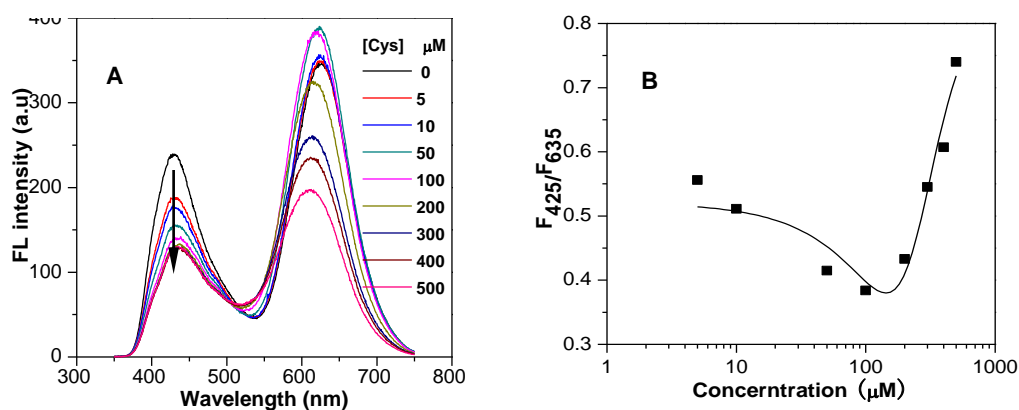 A
[Cys] μM
0
5
10
50
100
200
300
400
500
FL intensity (a.u)
400
300
200
100
0
300 400 500 600 700 800
Wavelength (nm)
B
F425/F635
0.8
0.7
0.6
0.5
0.4
0.3
1 10 100 1000
Concerntration (μM)